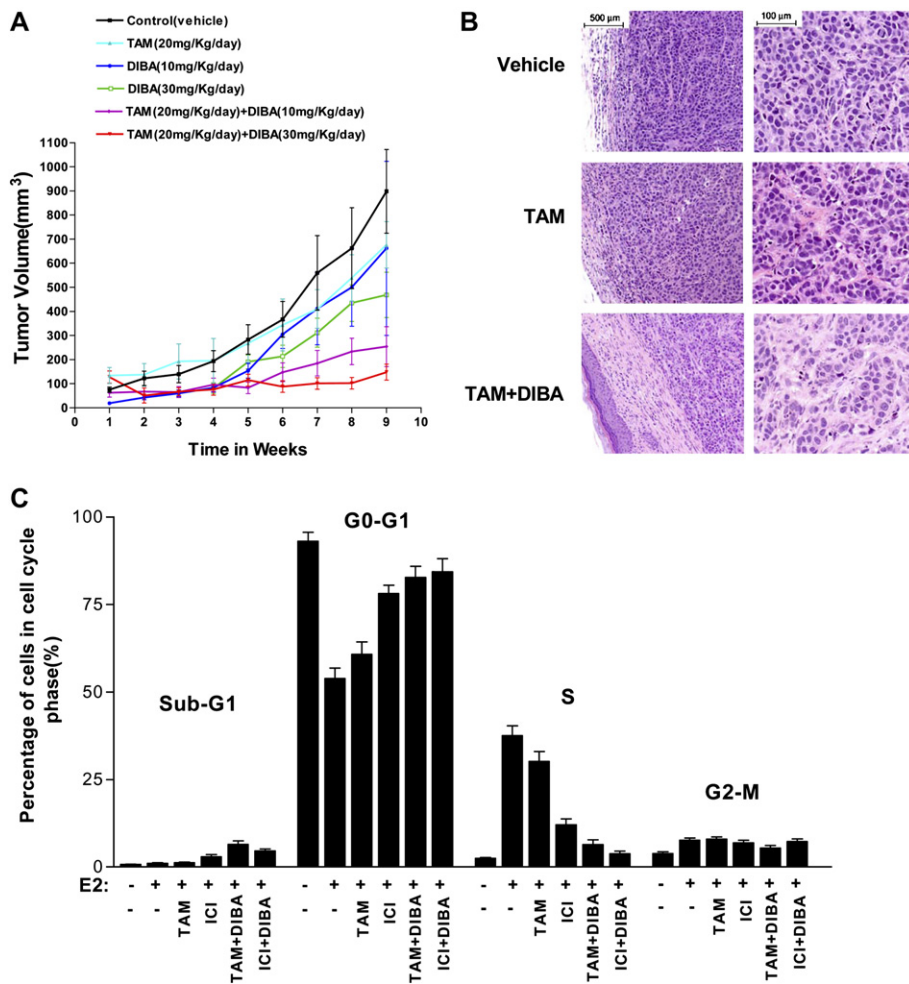 A
Control(vehicle)
TAM(20mg/Kg/day)
DIBA(10mg/Kg/day)
DIBA(30mg/Kg/day)
TAM(20mg/Kg/day)+DIBA(10mg/Kg/day)
TAM(20mg/Kg/day)+DIBA(30mg/Kg/day)
Tumor Volume(mm³)
1100
1000
900
800
700
600
500
400
300
200
100
0
0 1 2 3 4 5 6 7 8 9 10
Time in Weeks
B
500 µm
100 µm
Vehicle
TAM
TAM+DIBA
C
Percentage of cells in cell cycle
phase(%)
100
75
50
25
0
Sub-G1
G0-G1
S
G2-M
E2: - + + + + + - + + + + + - + + + + + - + + + + +
- - TAM ICI TAM+DIBA ICI+DIBA - - TAM ICI TAM+DIBA ICI+DIBA - - TAM ICI TAM+DIBA ICI+DIBA - - TAM ICI TAM+DIBA ICI+DIBA